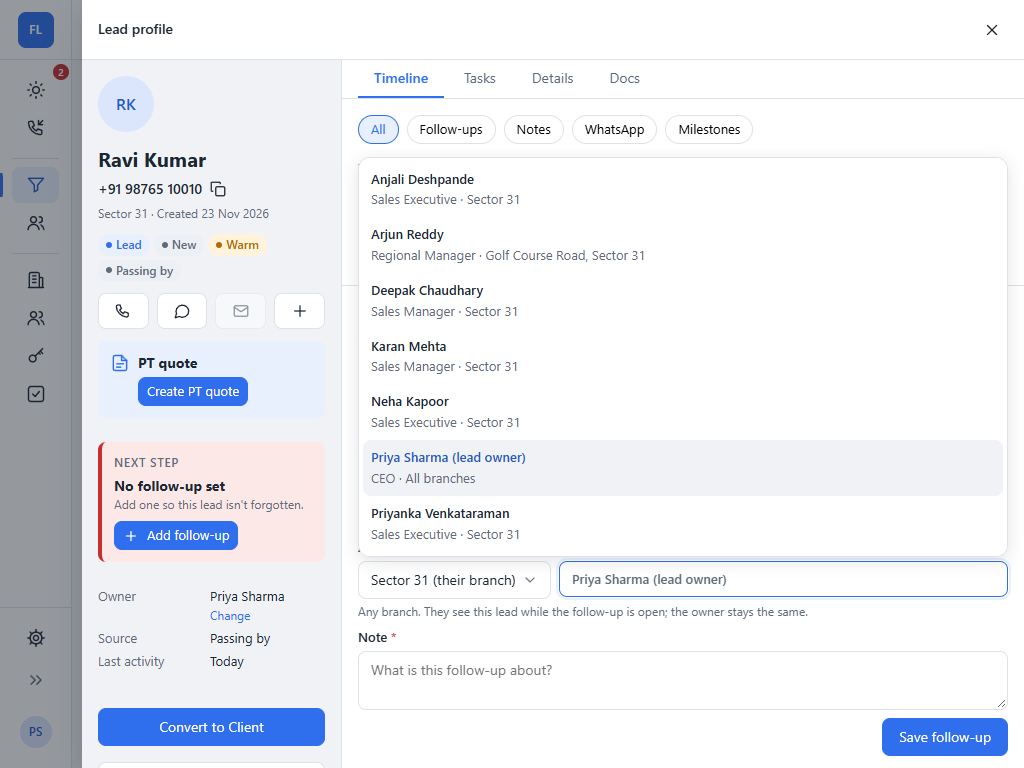 FL
2
PS
Lead profile
RK
Ravi Kumar
+91 98765 10010
Sector 31 · Created 23 Nov 2026
Lead
New
Warm
Passing by
PT quote
Create PT quote
NEXT STEP
No follow-up set
Add one so this lead isn't forgotten.
Add follow-up
Owner Priya Sharma
Change
Source Passing by
Last activity Today
Convert to Client
Timeline Tasks Details Docs
All Follow-ups Notes WhatsApp Milestones
Anjali Deshpande
Sales Executive · Sector 31
Arjun Reddy
Regional Manager · Golf Course Road, Sector 31
Deepak Chaudhary
Sales Manager · Sector 31
Karan Mehta
Sales Manager · Sector 31
Neha Kapoor
Sales Executive · Sector 31
Priya Sharma (lead owner)
CEO · All branches
Priyanka Venkataraman
Sales Executive · Sector 31
Sector 31 (their branch) Priya Sharma (lead owner)
Any branch. They see this lead while the follow-up is open; the owner stays the same.
Note *
What is this follow-up about?
Save follow-up